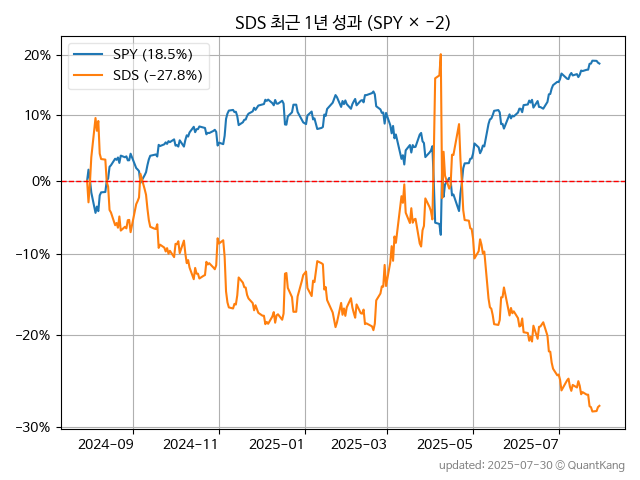 SDS 최근 1년 성과 (SPY × -2)
SPY (18.5%)
SDS (-27.8%)
20%
10%
0%
-10%
-20%
-30%
2024-09 2024-11 2025-01 2025-03 2025-05 2025-07
updated: 2025-07-30 © QuantKang